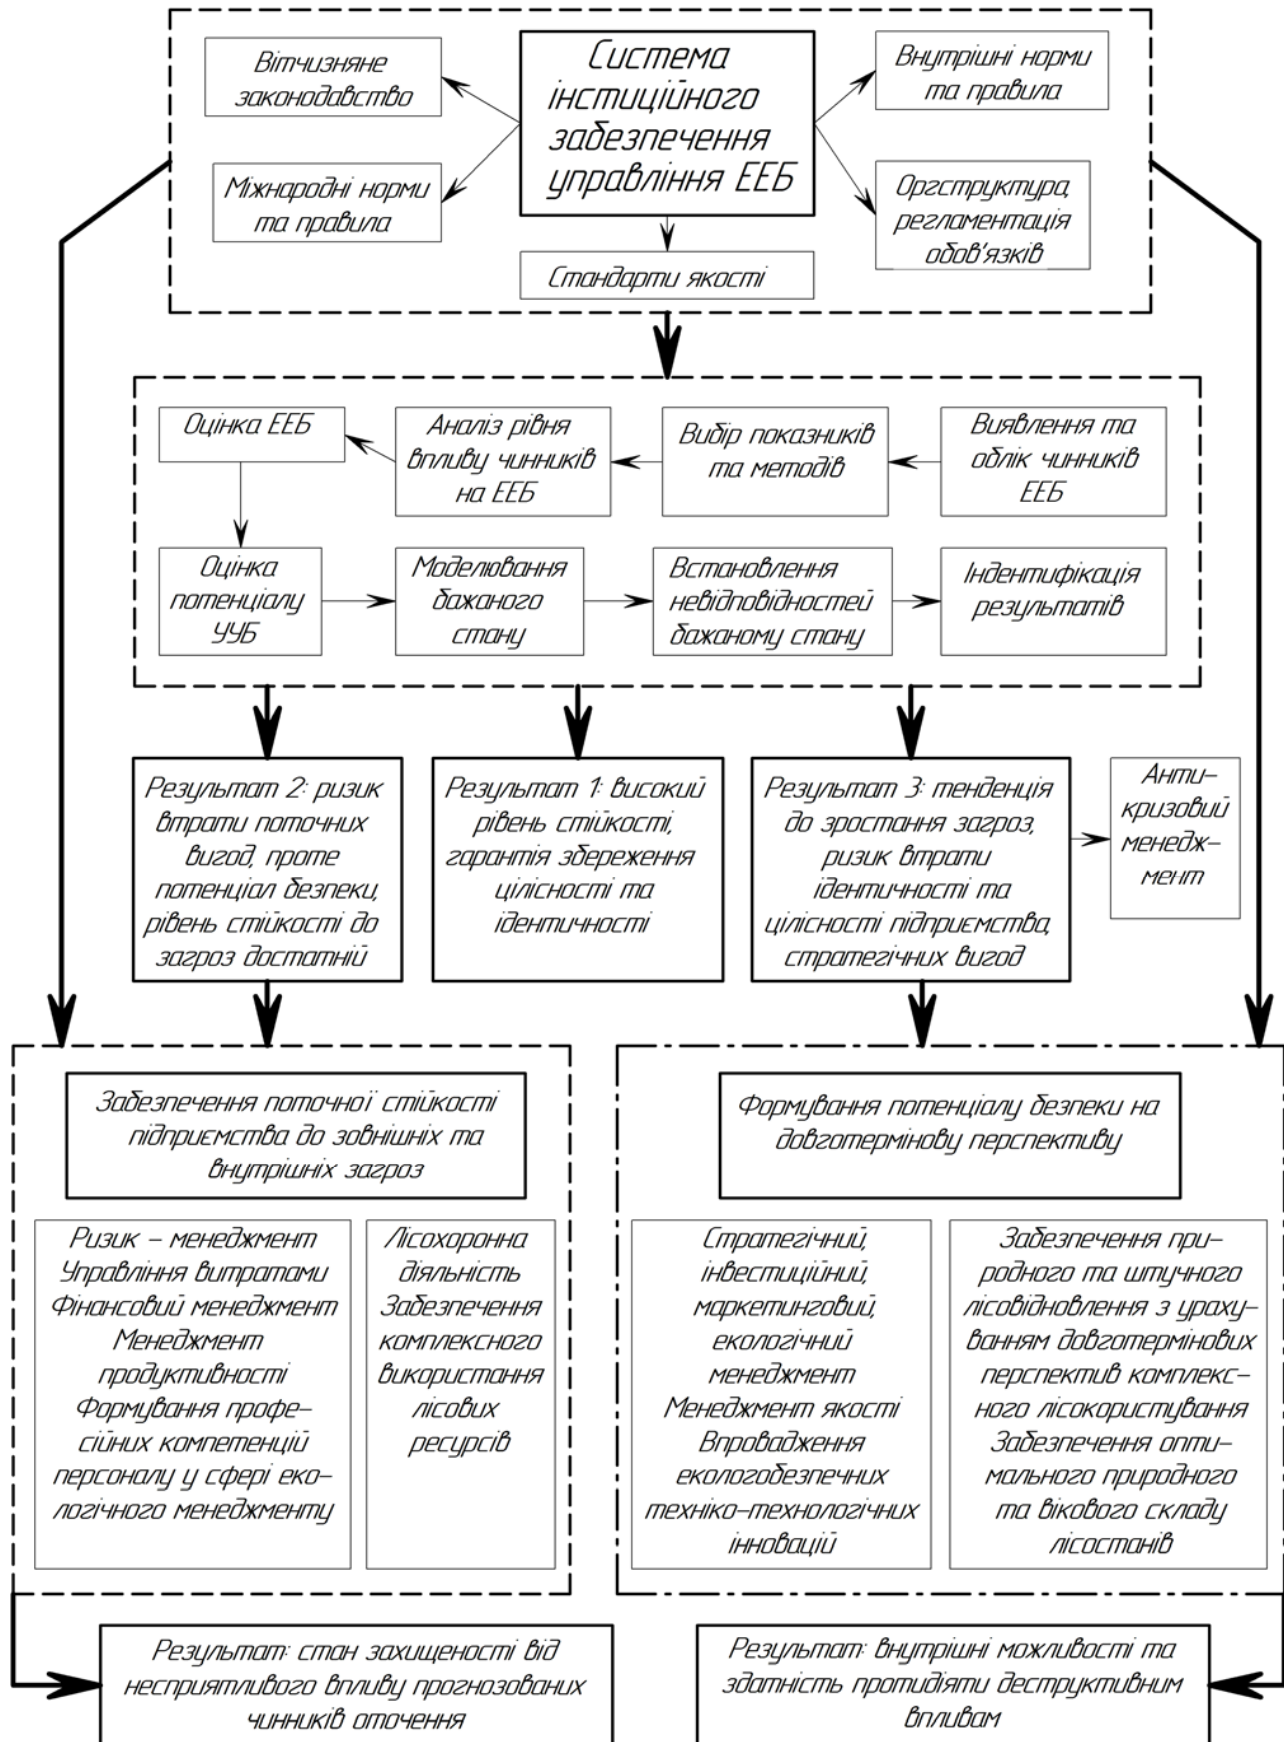 Вітчизняне
законодавство
Система
інстиційного
забезпечення
управління ЕЕБ
Внутрішні норми
та правила
Міжнародні норми
та правила
Оргструктура,
регламентація
обов'язків
Стандарти якості
Оцінка ЕЕБ
Аналіз рівня
впливу чинників
на ЕЕБ
Вибір показників
та методів
Виявлення та
облік чинників
ЕЕБ
Оцінка
потенціалу
УУБ
Моделювання
бажаного
стану
Встановлення
невідповідностей
бажаному стану
Індентифікація
результатів
Результат 2: ризик
втрати поточних
вигод, проте
потенціал безпеки,
рівень стійкості до
загроз достатній
Результат 1: високий
рівень стійкості,
гарантія збереження
цілісності та
ідентичності
Результат 3: тенденція
до зростання загроз,
ризик втрати
ідентичності та
цілісності підприємства,
стратегічних вигод
Анти-
кризовий
менедж-
мент
Забезпечення поточної стійкості
підприємства до зовнішніх та
внутрішніх загроз
Формування потенціалу безпеки на
довготермінову перспективу
Ризик – менеджмент
Управління витратами
Фінансовий менеджмент
Менеджмент
продуктивності
Формування профе-
сійних компетенцій
персоналу у сфері еко-
логічного менеджменту
Лісохоронна
діяльність
Забезпечення
комплексного
використання
лісових
ресурсів
Стратегічний,
інвестиційний,
маркетинговий,
екологічний
менеджмент
Менеджмент якості
Впровадження
екологобезпечних
техніко-технологічних
інновацій
Забезпечення при-
родного та штучного
лісовідновлення з ураху-
ванням довготермінових
перспектив комплекс-
ного лісокористування
Забезпечення опти-
мального природного
та вікового складу
лісостанів
Результат: стан захищеності від
несприятливого впливу прогнозованих
чинників оточення
Результат: внутрішні можливості та
здатність протидіяти деструктивним
впливам